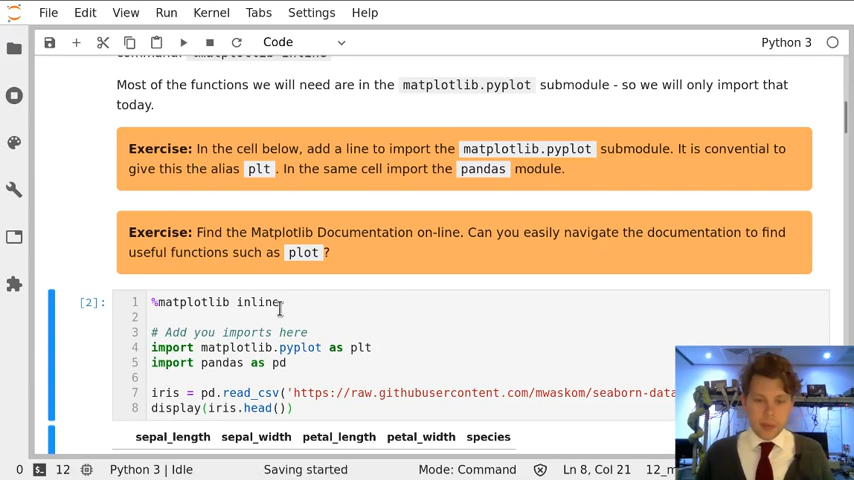 File Edit View Run Kernel Tabs Settings Help
Code Python 3
Most of the functions we will need are in the matplotlib.pyplot submodule - so we will only import that
today.
Exercise: In the cell below, add a line to import the matplotlib.pyplot submodule. It is convential to
give this the alias plt. In the same cell import the pandas module.
Exercise: Find the Matplotlib Documentation on-line. Can you easily navigate the documentation to find
useful functions such as plot?
[2]: 1 %matplotlib inline
2
3 # Add you imports here
4 import matplotlib.pyplot as plt
5 import pandas as pd
6
7 iris = pd.read_csv('https://raw.githubusercontent.com/mwaskom/seaborn-data
8 display(iris.head())
sepal_length sepal_width petal_length petal_width species
0 12 Python 3 | Idle Saving started Mode: Command Ln 8, Col 21 12_m